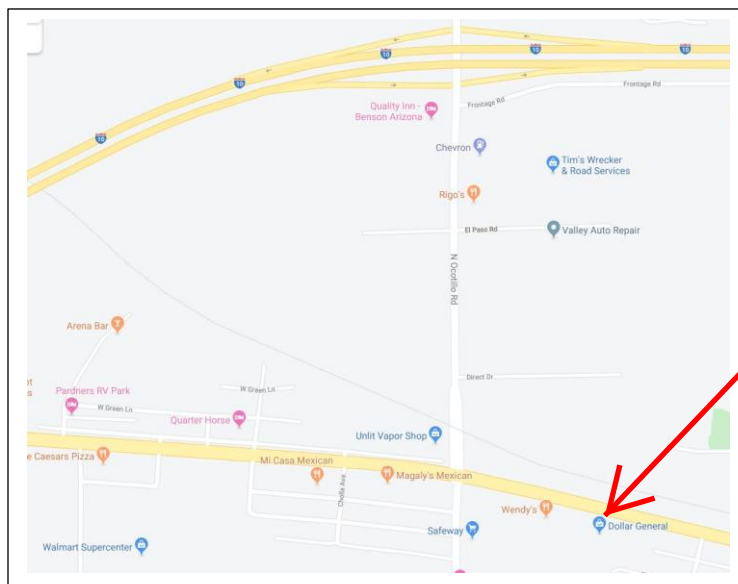 10
10
10
10
Frontage Rd
Frontage Rd
Quality Inn -
Benson Arizona
Chevron
Tim's Wrecker
& Road Services
Rigo's
El Paso Rd
Valley Auto Repair
N Ocotillo Rd
Arena Bar
Direct Dr
Pardners RV Park
W Green Ln
W Green Ln
Quarter Horse
Unlit Vapor Shop
e Caesars Pizza
Mi Casa Mexican
Magaly's Mexican
Cholla Ave
Wendy's
Safeway
Dollar General
Walmart Supercenter